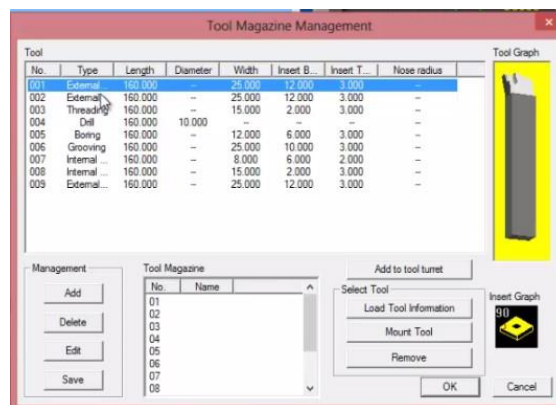 Tool Magazine Management
Tool
Tool Graph
No. Type Length Diameter Width Insert B... Insert T... Nose radius
001 External... 160.000 -- 25.000 12.000 3.000 --
002 External... 160.000 -- 25.000 12.000 3.000 --
003 Threading 160.000 -- 15.000 2.000 3.000 --
004 Drill 160.000 10.000 -- -- -- --
005 Boring 160.000 -- 12.000 6.000 3.000 --
006 Grooving 160.000 -- 25.000 10.000 3.000 --
007 Internal ... 160.000 -- 8.000 6.000 2.000 --
008 Internal ... 160.000 -- 15.000 2.000 3.000 --
009 External... 160.000 -- 25.000 12.000 3.000 --
Management
Add
Delete
Edit
Save
Tool Magazine
No. Name
01
02
03
04
05
06
07
08
Add to tool turret
Select Tool
Load Tool Information
Mount Tool
Remove
Insert Graph
90
OK
Cancel